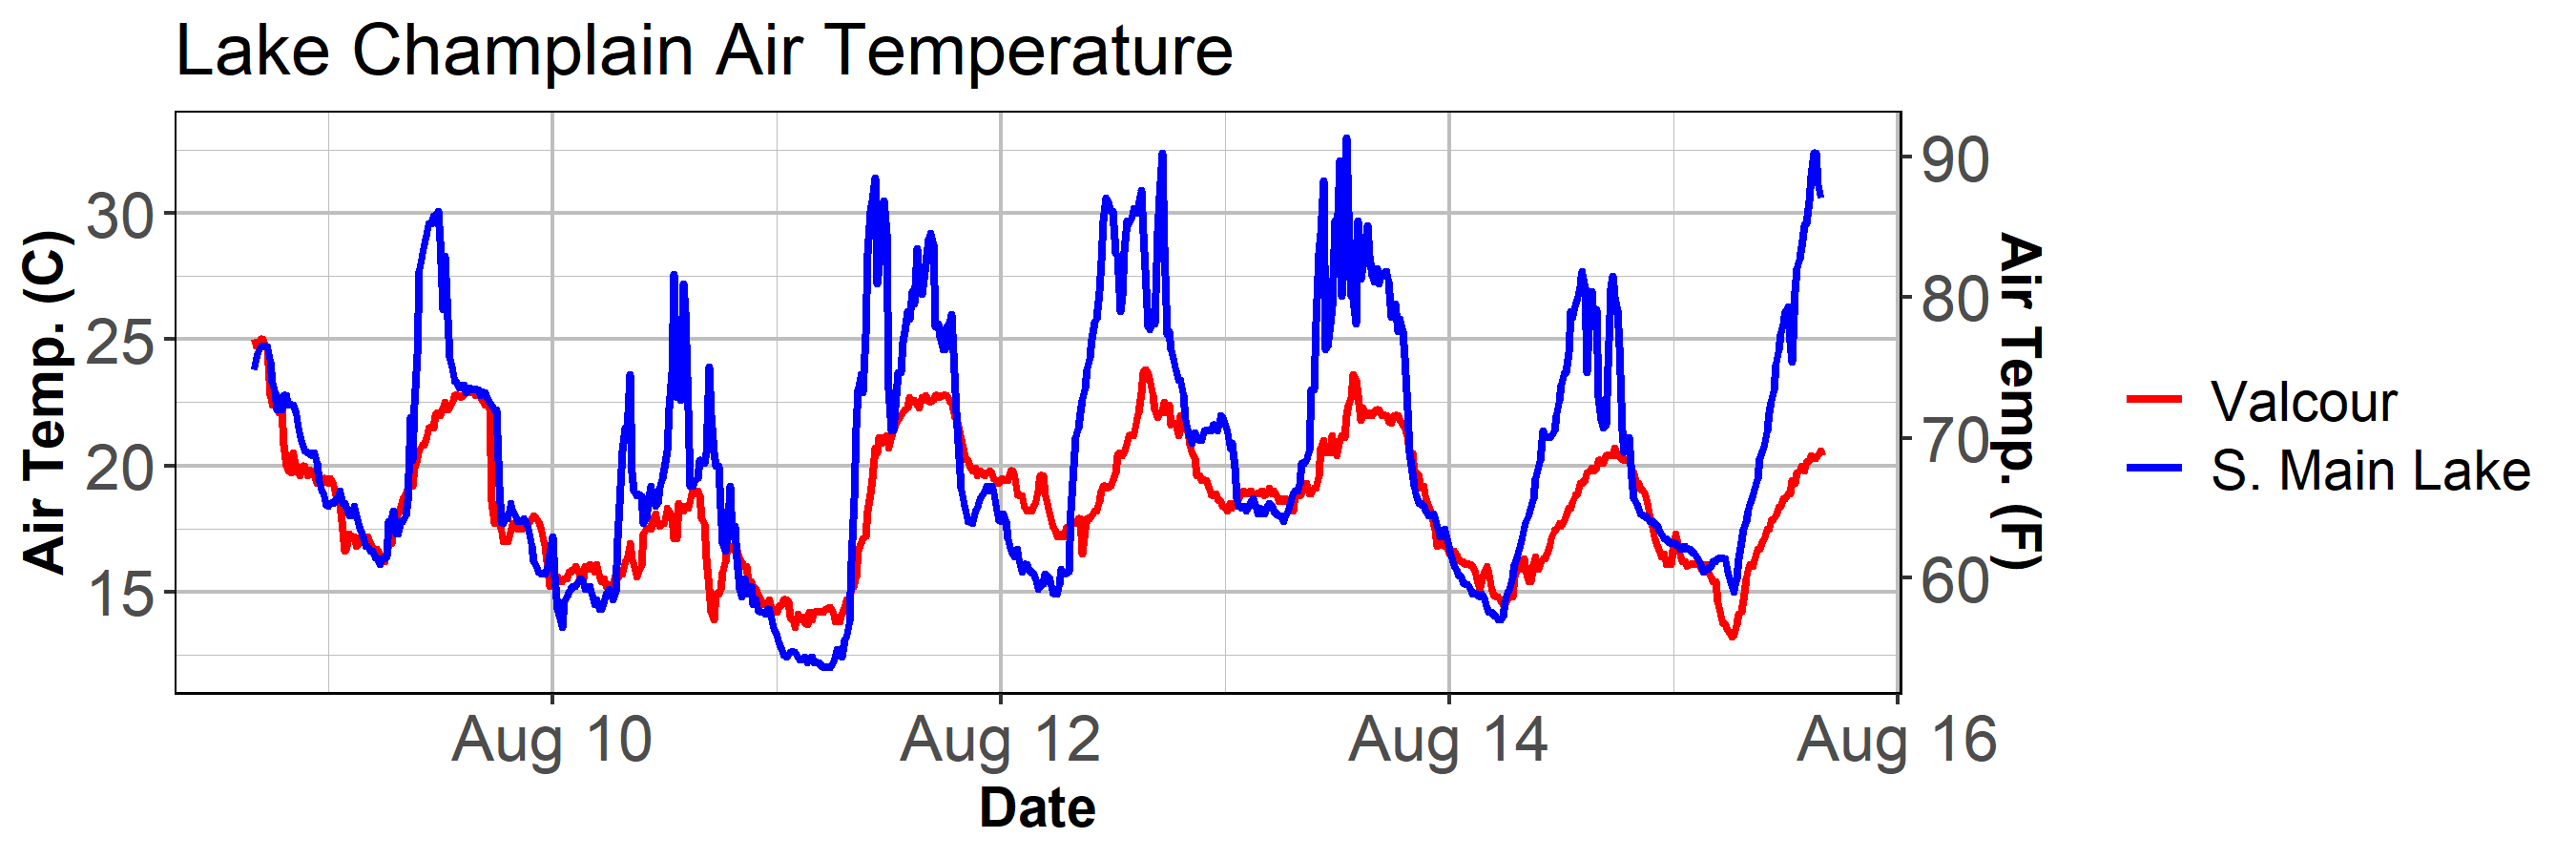 Lake Champlain Air Temperature
Air Temp. (C)
30
25
20
15
90
80
70
60
Air Temp. (F)
Aug 10
Aug 12
Aug 14
Aug 16
Date
Valcour
S. Main Lake